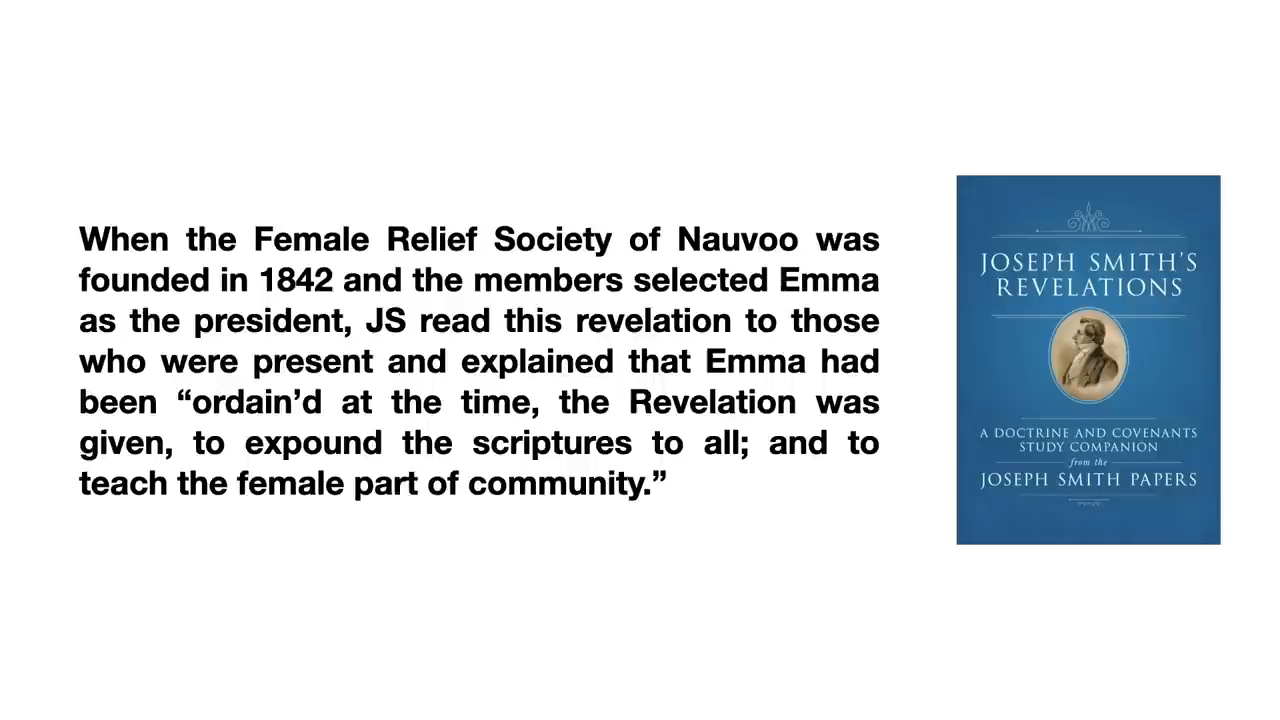 When the Female Relief Society of Nauvoo was
founded in 1842 and the members selected Emma
as the president, JS read this revelation to those
who were present and explained that Emma had
been “ordain’d at the time, the Revelation was
given, to expound the scriptures to all; and to
teach the female part of community.”
JOSEPH SMITH’S
REVELATIONS
A DOCTRINE AND COVENANTS
STUDY COMPANION
from the
JOSEPH SMITH PAPERS